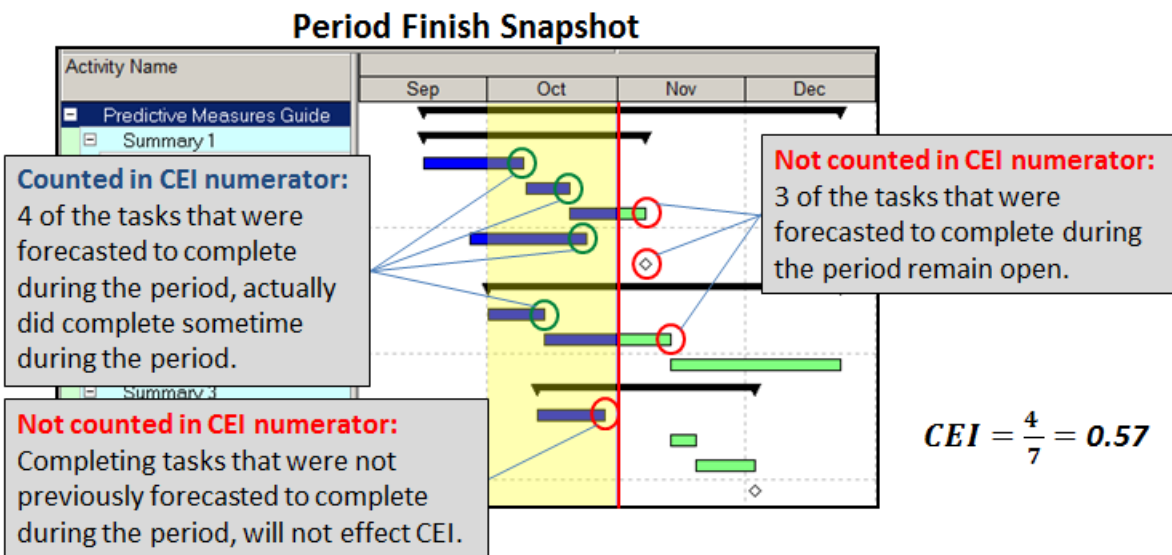 Period Finish Snapshot
Activity Name
Sep Oct Nov Dec
Predictive Measures Guide
Summary 1
Counted in CEI numerator:
4 of the tasks that were
forecasted to complete
during the period, actually
did complete sometime
during the period.
Not counted in CEI numerator:
3 of the tasks that were
forecasted to complete during
the period remain open.
Summary 3
Not counted in CEI numerator:
Completing tasks that were not
previously forecasted to complete
during the period, will not effect CEI.
CEI = 4/7 = 0.57